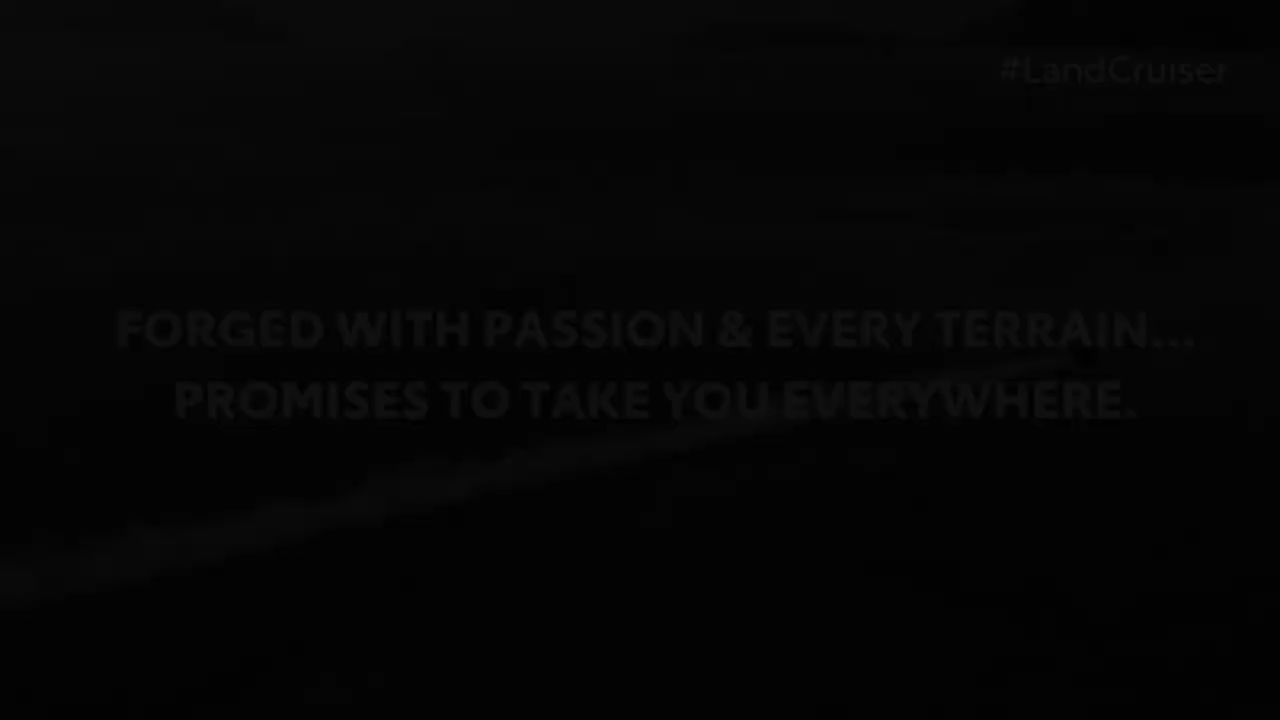 #LandCruiser
FORGED WITH PASSION & EVERY TERRAIN...
PROMISES TO TAKE YOU EVERYWHERE.